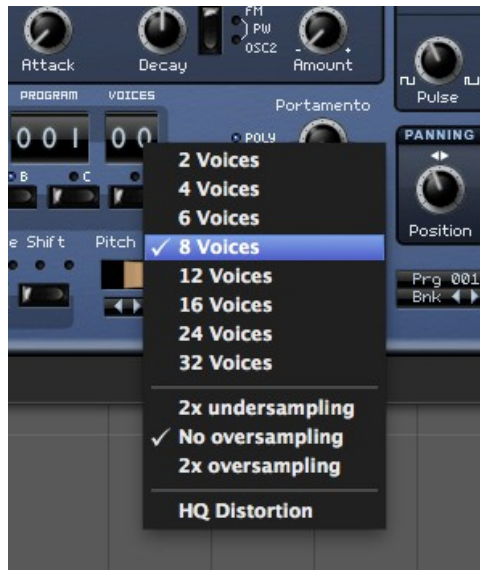 FM
PW
OSC2
Attack
Decay
Amount
Pulse
PROGRAM
VOICES
Portamento
001
00
POLY
PANNING
B
C
Position
e Shift
Pitch
Prg 001
Bnk
2 Voices
4 Voices
6 Voices
8 Voices
12 Voices
16 Voices
24 Voices
32 Voices
2x undersampling
No oversampling
2x oversampling
HQ Distortion